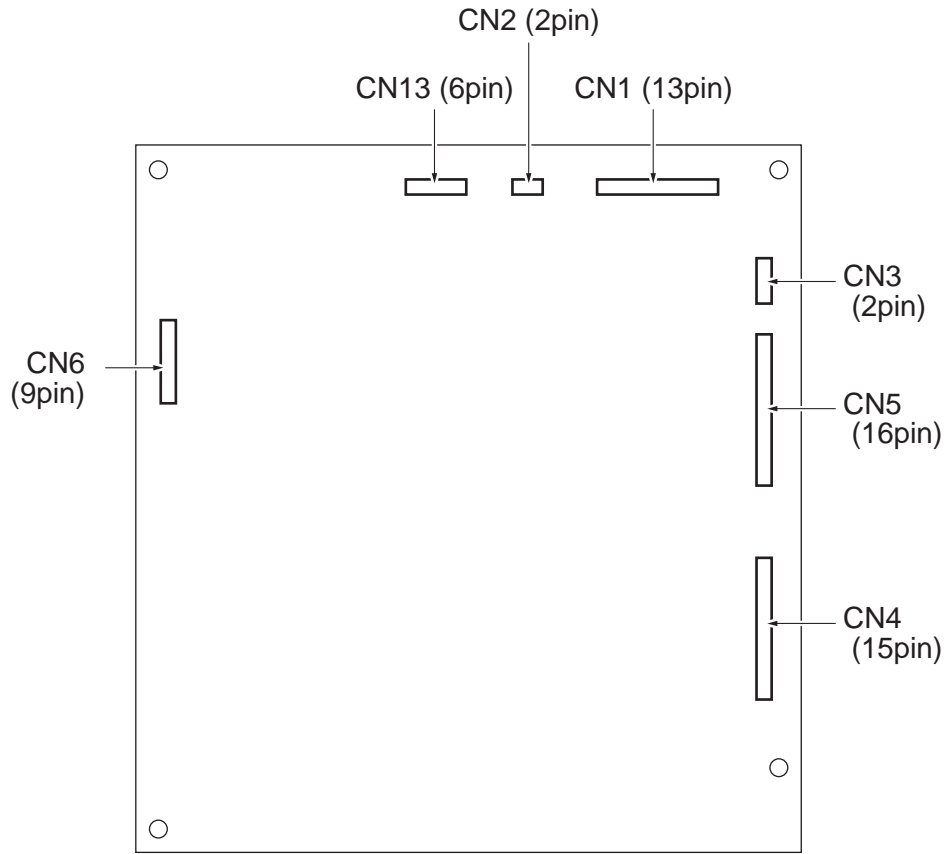 CN2 (2pin)
CN13 (6pin)
CN1 (13pin)
CN3
(2pin)
CN6
(9pin)
CN5
(16pin)
CN4
(15pin)